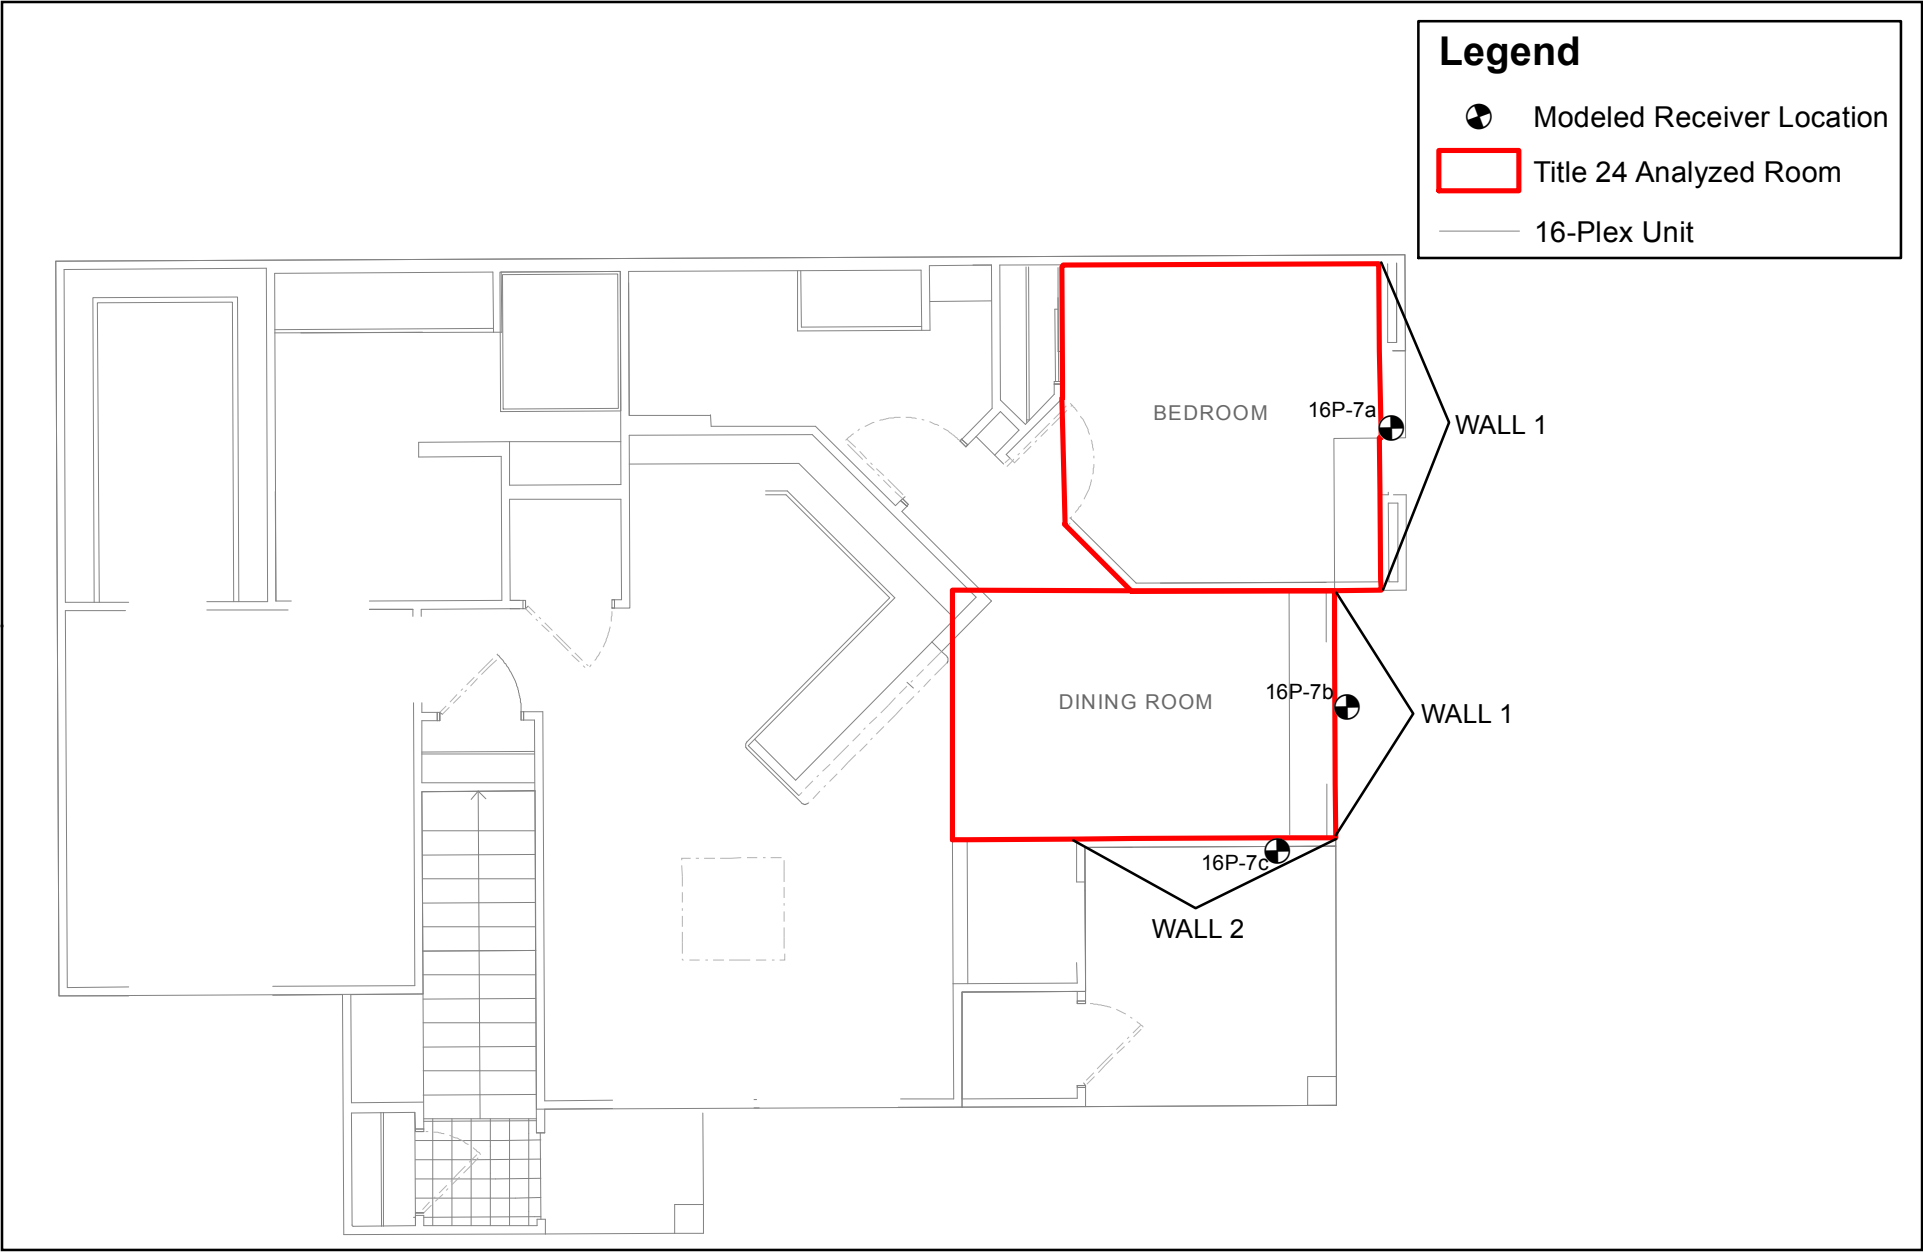 Legend
Modeled Receiver Location
Title 24 Analyzed Room
16-Plex Unit
BEDROOM
16P-7a
WALL 1
DINING ROOM
16P-7b
WALL 1
16P-7c
WALL 2